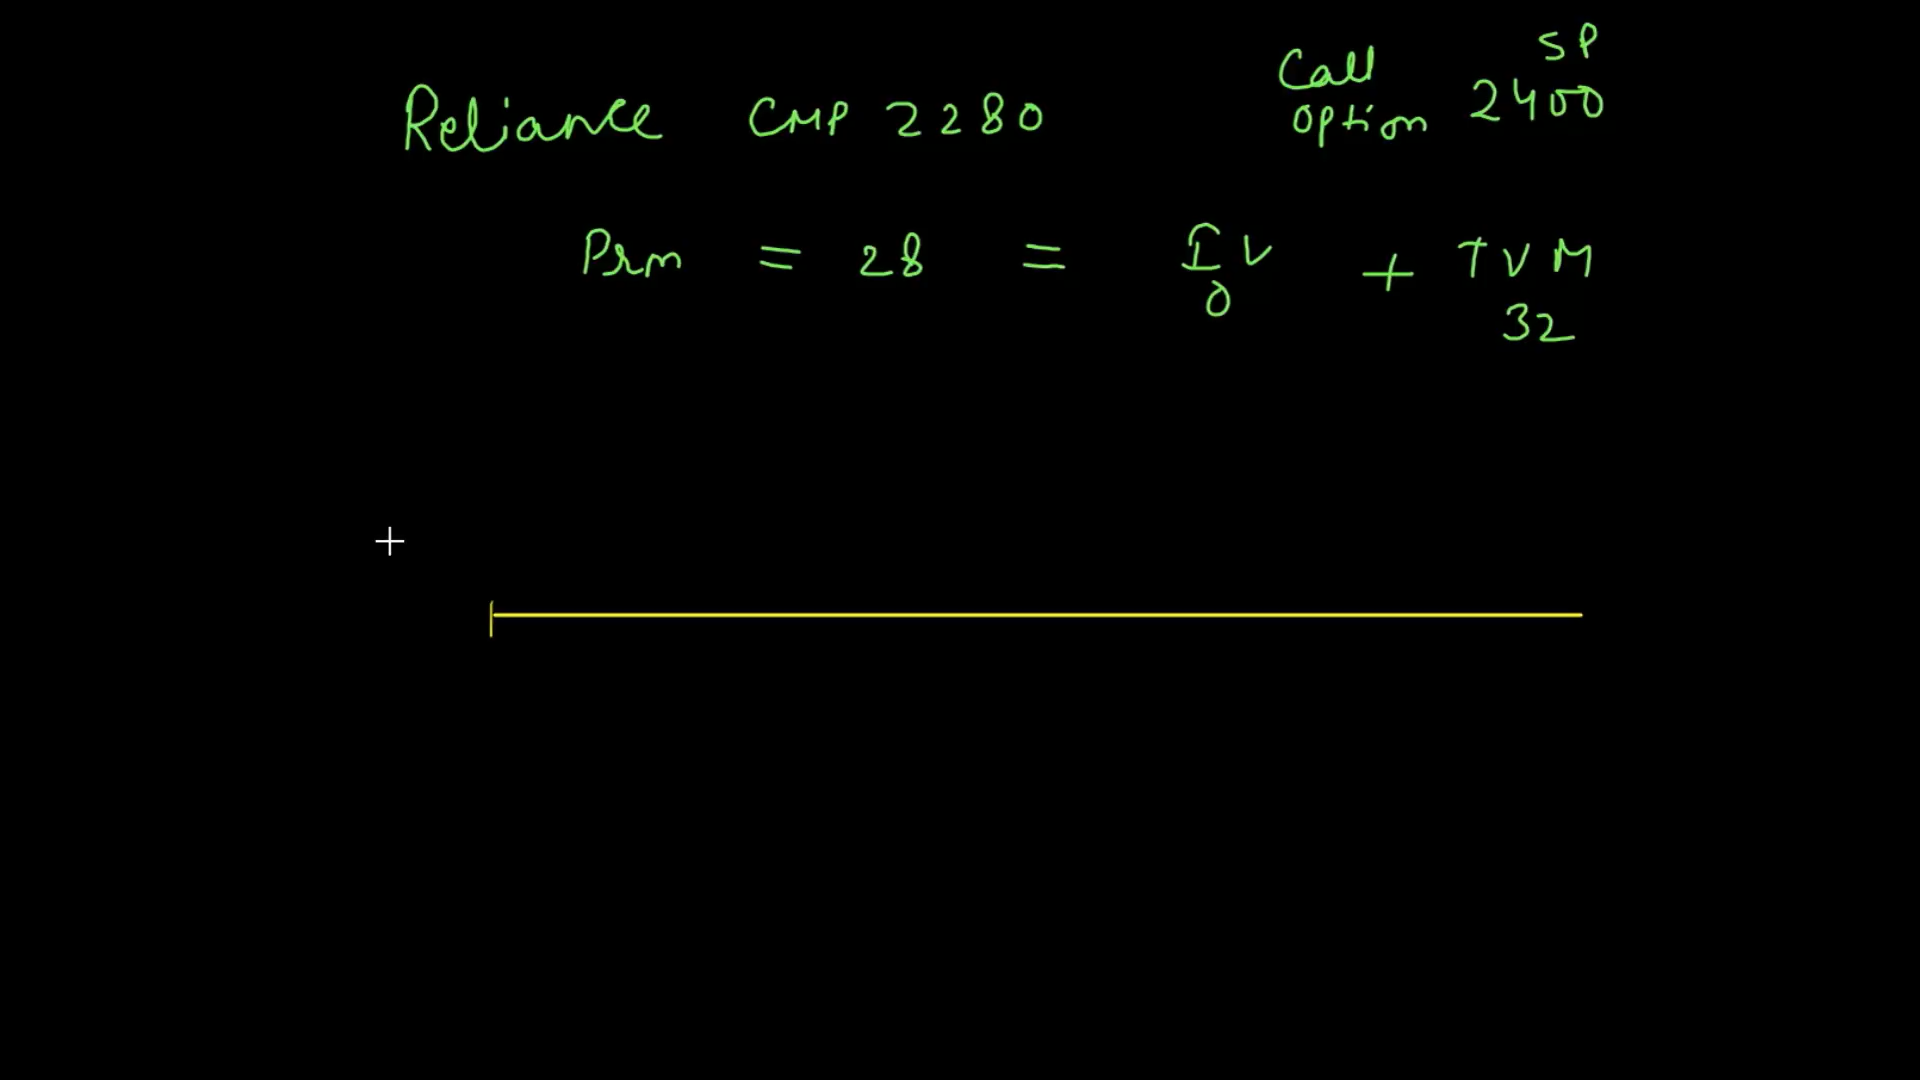 Reliance CMP 2280 Call option SP 2400
Prm = 28 = IV + TVM
0 32